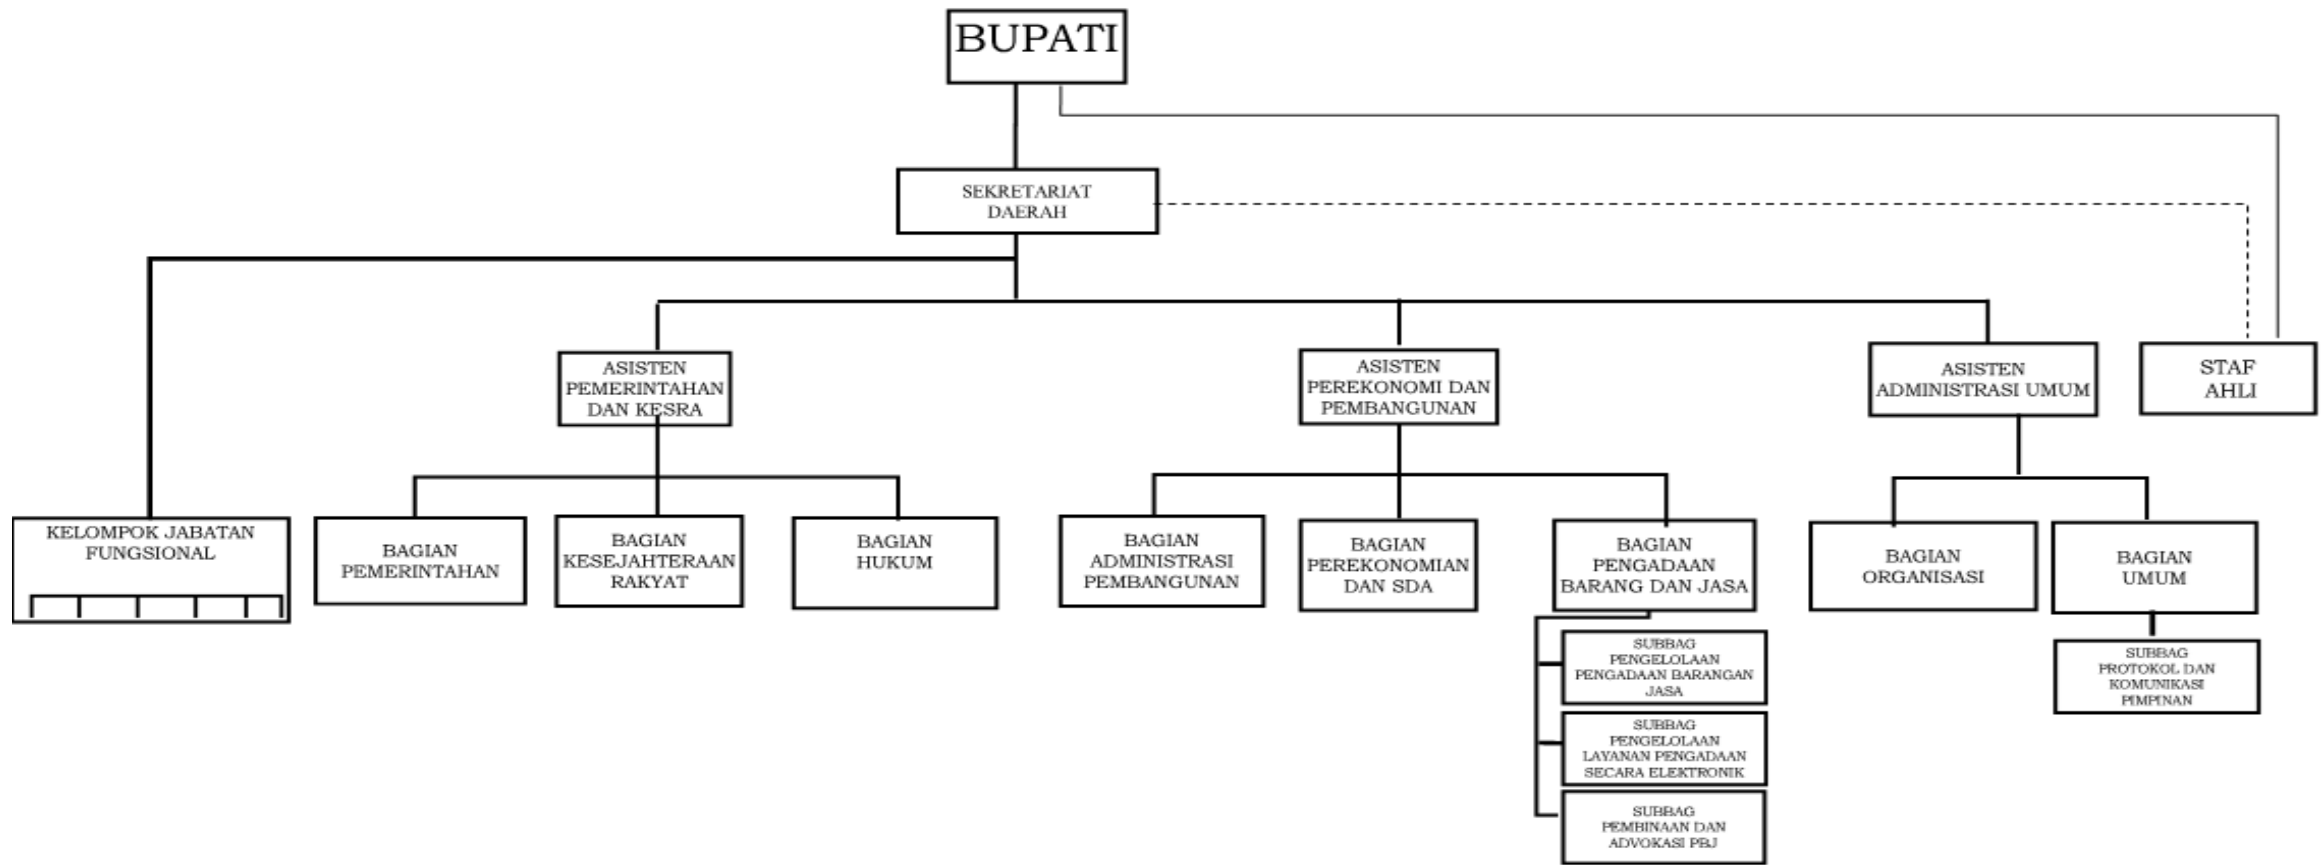 BUPATI
SEKRETARIAT
DAERAH
ASISTEN
PEMERINTAHAN
DAN KESRA
ASISTEN
PEREKONOMI DAN
PEMBANGUNAN
ASISTEN
ADMINISTRASI UMUM
STAF
AHLI
KELOMPOK JABATAN
FUNGSIONAL
BAGIAN
PEMERINTAHAN
BAGIAN
KESEJAHTERAAN
RAKYAT
BAGIAN
HUKUM
BAGIAN
ADMINISTRASI
PEMBANGUNAN
BAGIAN
PEREKONOMIAN
DAN SDA
BAGIAN
PENGADAAN
BARANG DAN JASA
BAGIAN
ORGANISASI
BAGIAN
UMUM
SUBBAG
PENGELOLAAN
PENGADAAN BARANGAN
JASA
SUBBAG
PENGELOLAAN
LAYANAN PENGADAAN
SECARA ELEKTRONIK
SUBBAG
PEMBINAAN DAN
ADVOKASI PBJ
SUBBAG
PROTOKOL DAN
KOMUNIKASI
PIMPINAN